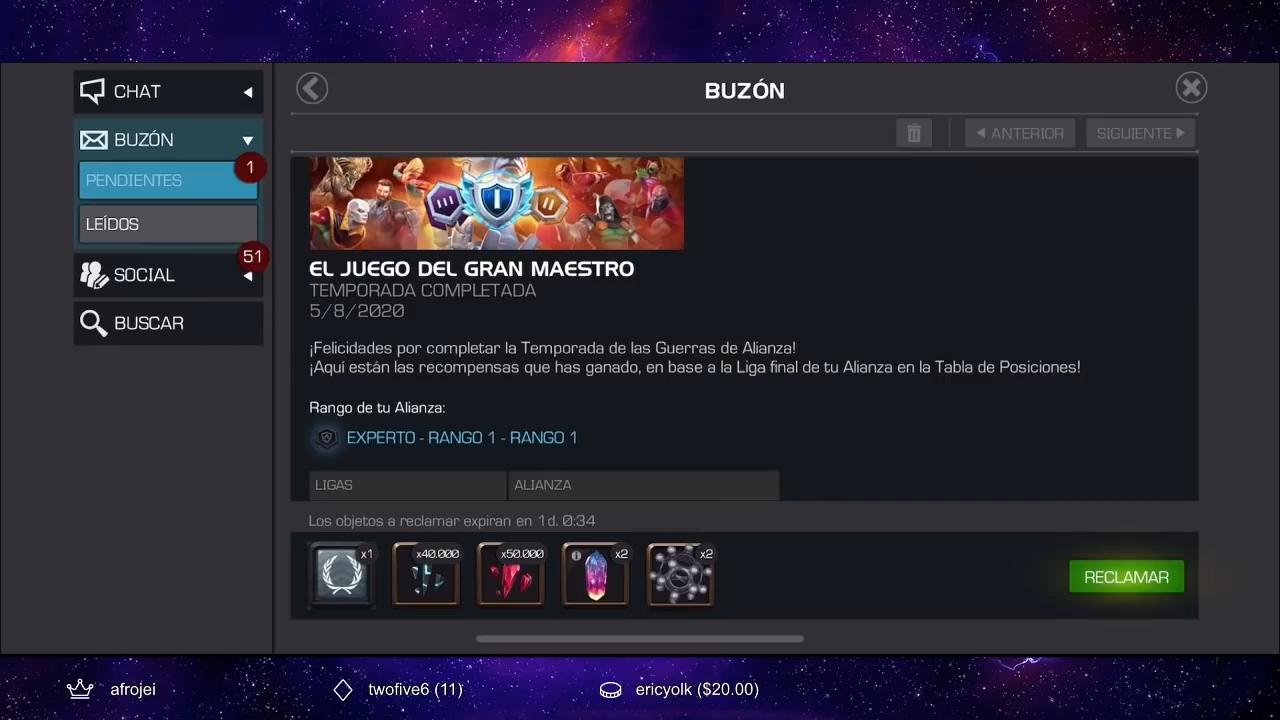 CHAT
BUZÓN
1
PENDIENTES
LEÍDOS
51
SOCIAL
BUSCAR
BUZÓN
ANTERIOR
SIGUIENTE
EL JUEGO DEL GRAN MAESTRO
TEMPORADA COMPLETADA
5/8/2020
¡Felicidades por completar la Temporada de las Guerras de Alianza!
¡Aquí están las recompensas que has ganado, en base a la Liga final de tu Alianza en la Tabla de Posiciones!
Rango de tu Alianza:
EXPERTO - RANGO 1 - RANGO 1
LIGAS
ALIANZA
Los objetos a reclamar expiran en 1d. 0:34
x1
x40.000
x50.000
x2
x2
RECLAMAR
afrojei
twofive6 (11)
ericyolk ($20.00)